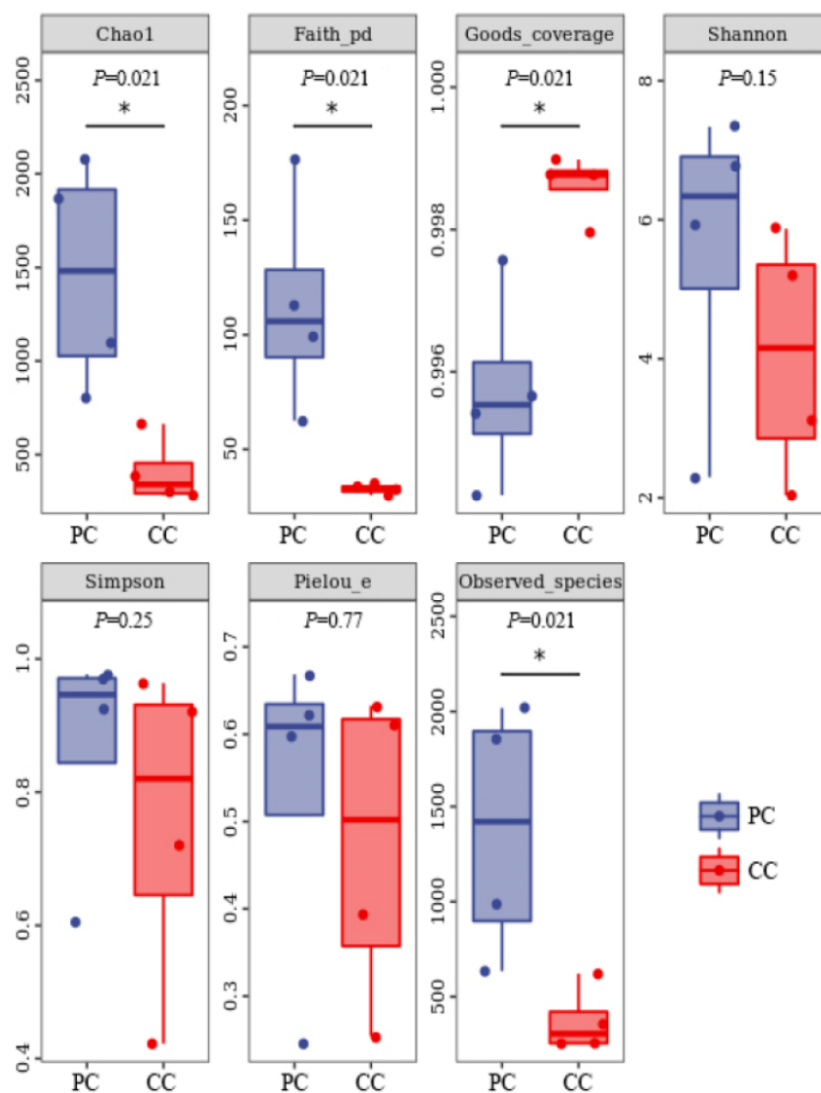 Chao1
Faith_pd
Goods_coverage
Shannon
P=0.021
P=0.021
P=0.021
P=0.15
*
*
*
2500
2000
1500
1000
500
200
150
100
50
1.000
0.998
0.996
8
6
4
2
PC CC
PC CC
PC CC
PC CC
Simpson
Pielou_e
Observed_species
P=0.25
P=0.77
P=0.021
*
1.0
0.8
0.6
0.4
0.7
0.6
0.5
0.4
0.3
2500
2000
1500
1000
500
PC
CC
PC CC
PC CC
PC CC